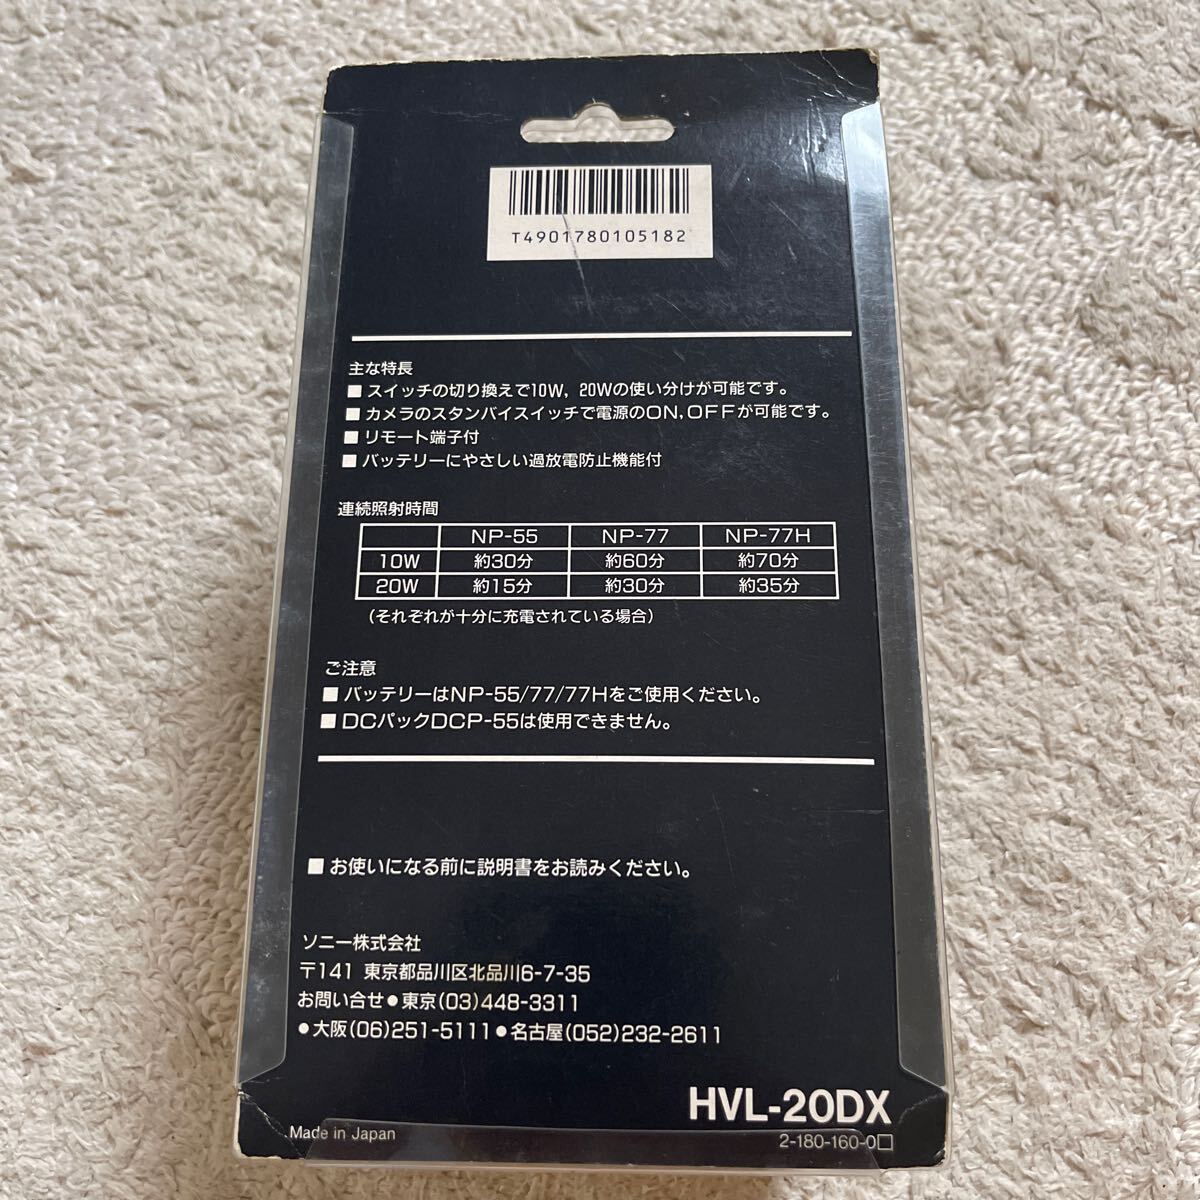 T4901780105182
主な特長
■ スイッチの切り換えで10W, 20Wの使い分けが可能です。
■ カメラのスタンバイスイッチで電源のON,OFFが可能です。
■ リモート端子付
■ バッテリーにやさしい過放電防止機能付
連続照射時間
NP-55 NP-77 NP-77H
10W 約30分 約60分 約70分
20W 約15分 約30分 約35分
(それぞれが十分に充電されている場合)
ご注意
■ バッテリーはNP-55/77/77Hをご使用ください。
■ DCパックDCP-55は使用できません。
■ お使いになる前に説明書をお読みください。
ソニー株式会社
〒141 東京都品川区北品川6-7-35
お問い合せ●東京(03)448-3311
●大阪(06)251-5111●名古屋(052)232-2611
HVL-20DX
Made in Japan 2-180-160-0□